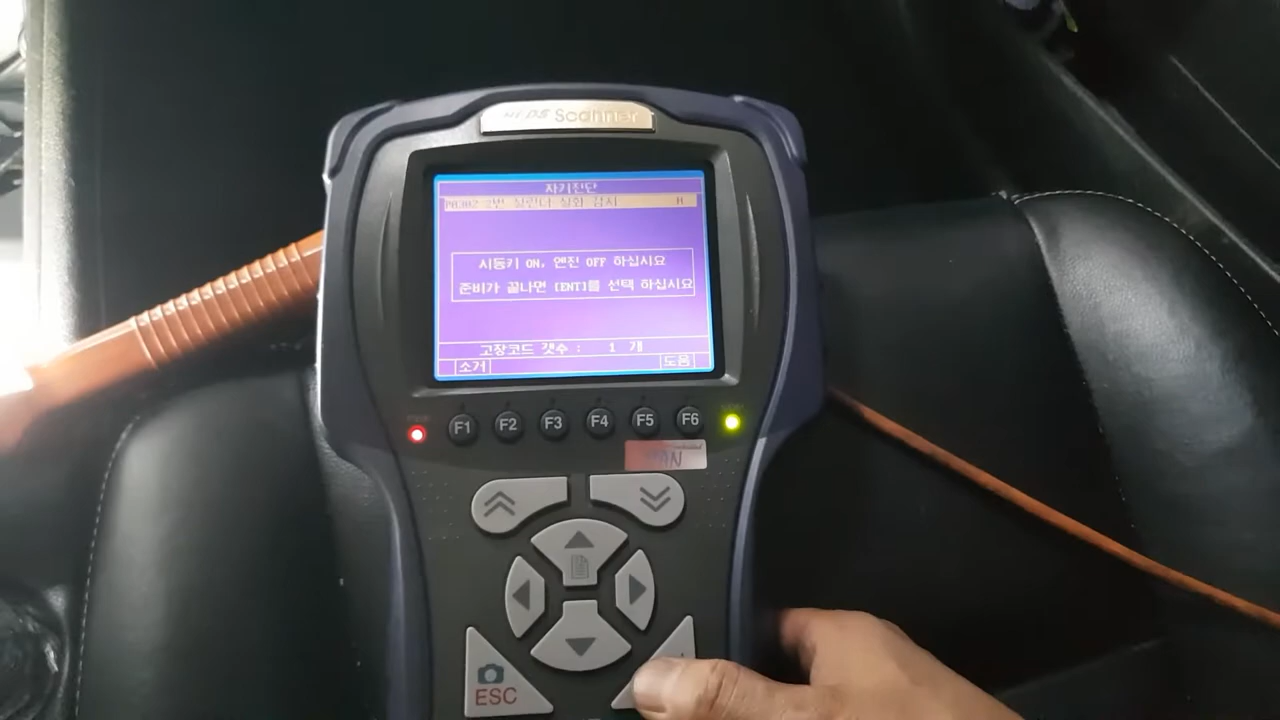 Scanner
자기진단
P0302 2번 실린더 실화 감지 H
시동키 ON, 엔진 OFF 하십시요
준비가 끝나면 [ENT]를 선택 하십시요
고장코드 갯수 : 1 개
소거 도움
F1 F2 F3 F4 F5 F6
ESC